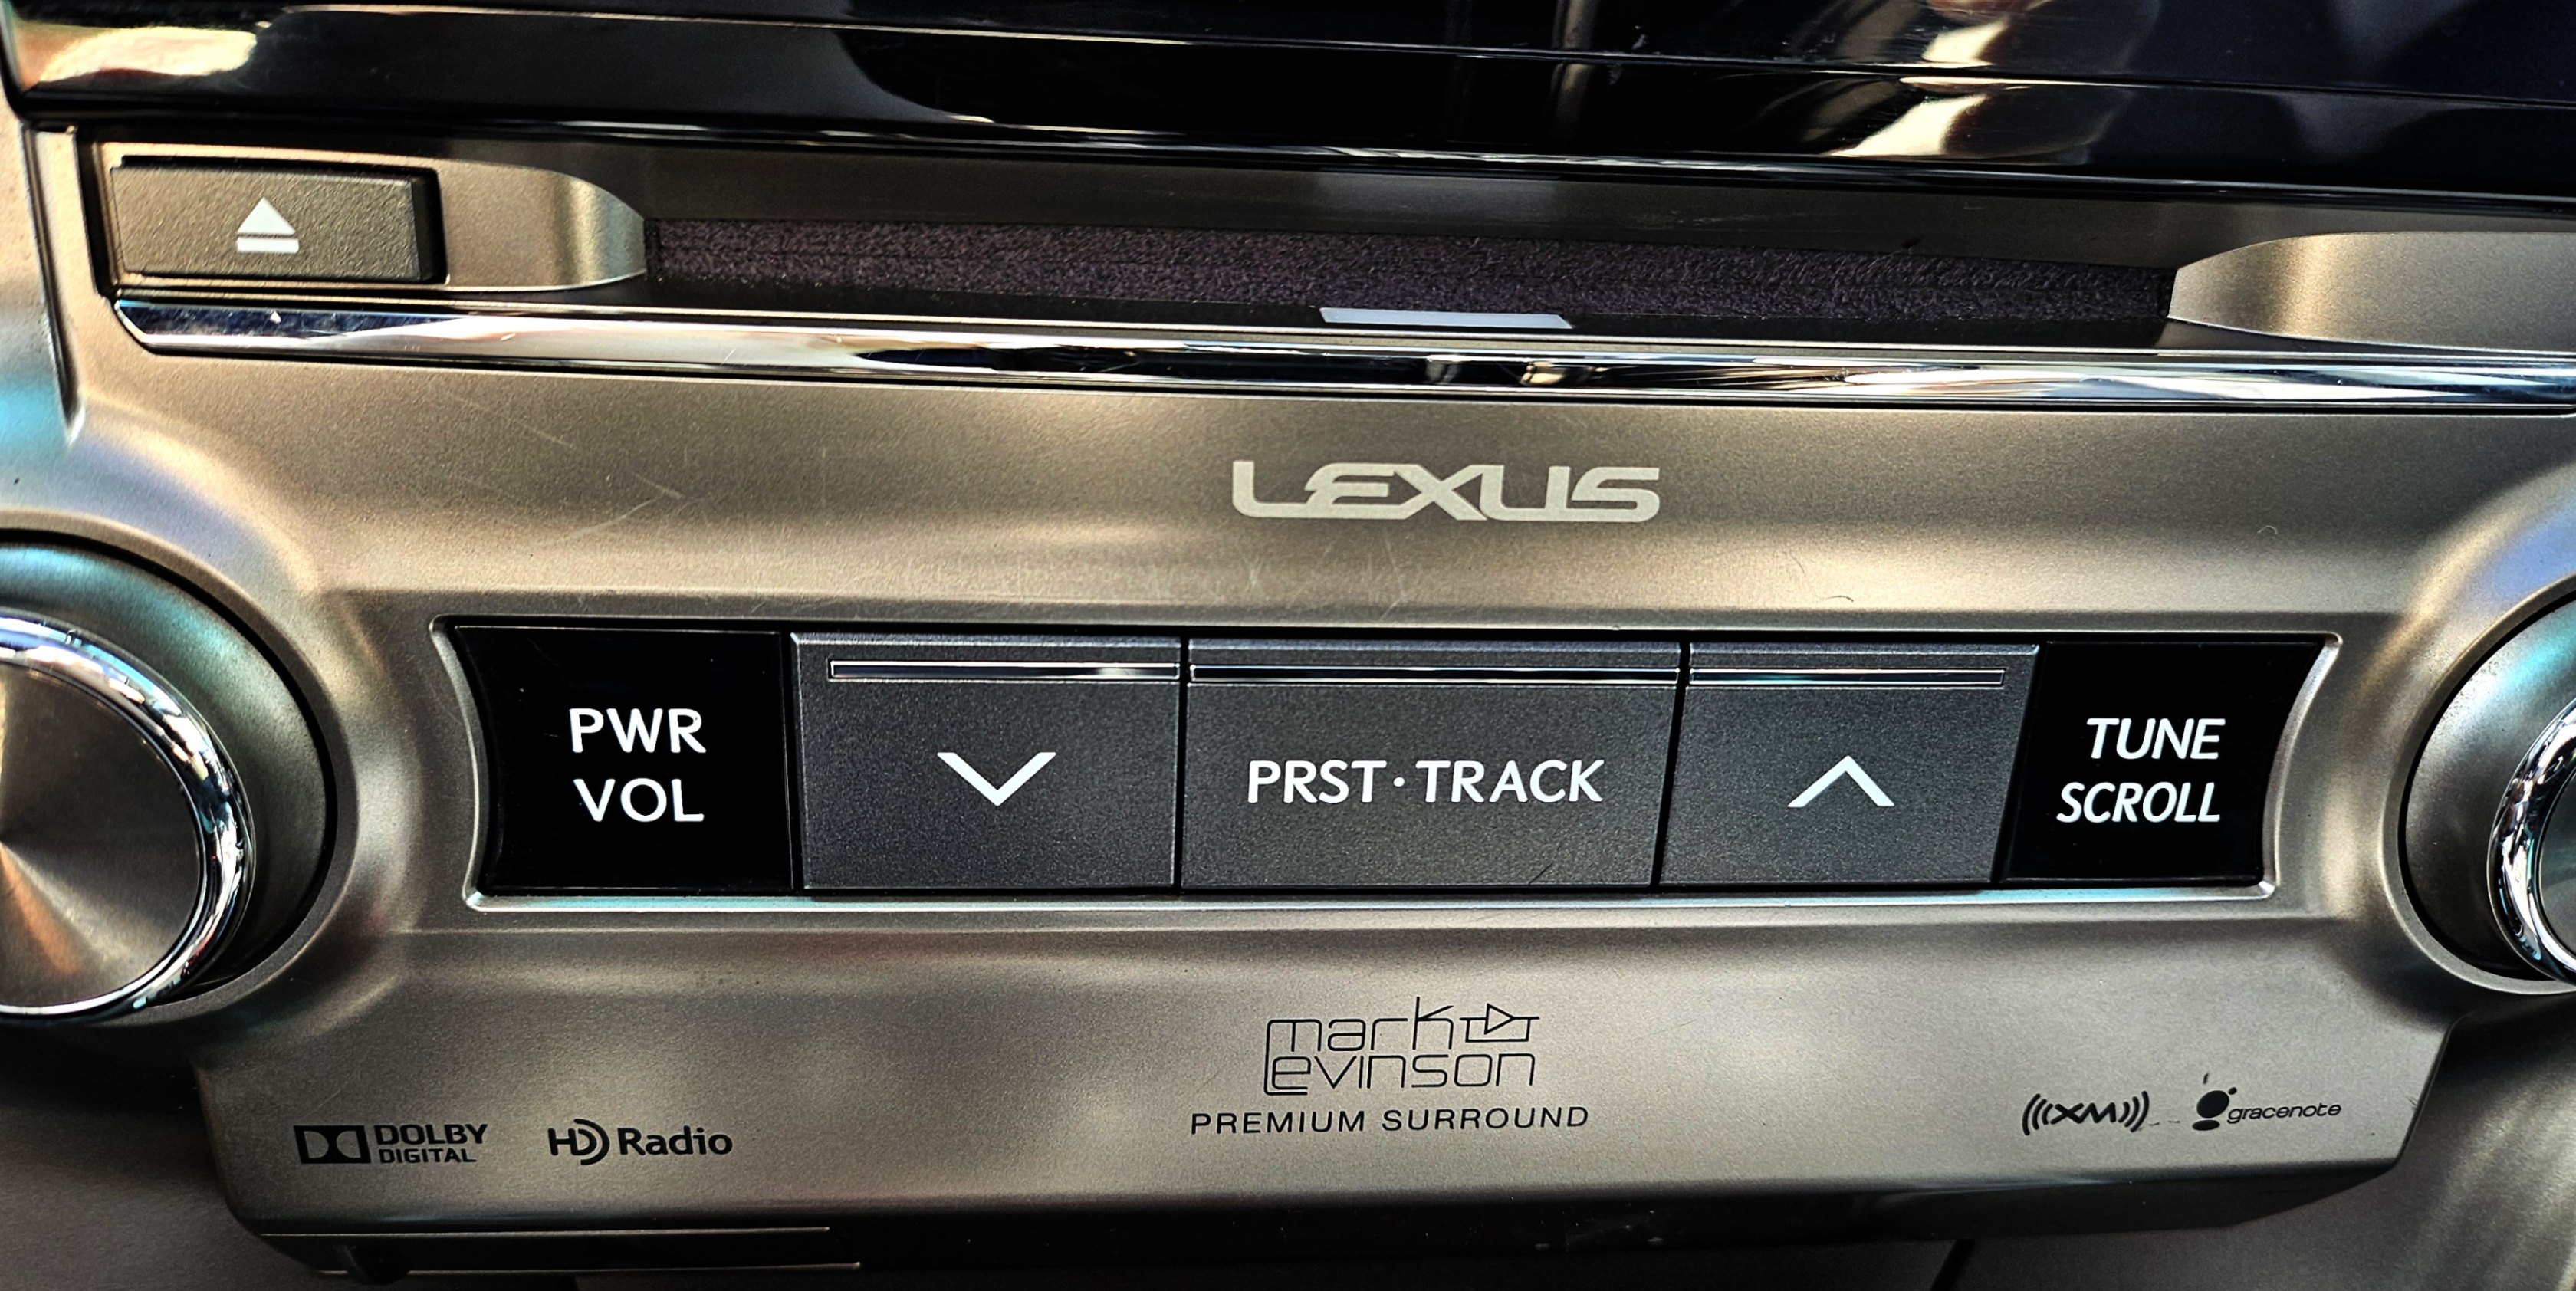 LEXUS
PWR
VOL
PRST・TRACK
TUNE
SCROLL
mark
levinson
PREMIUM SURROUND
DOLBY
DIGITAL
HD Radio
((XM))
gracenote